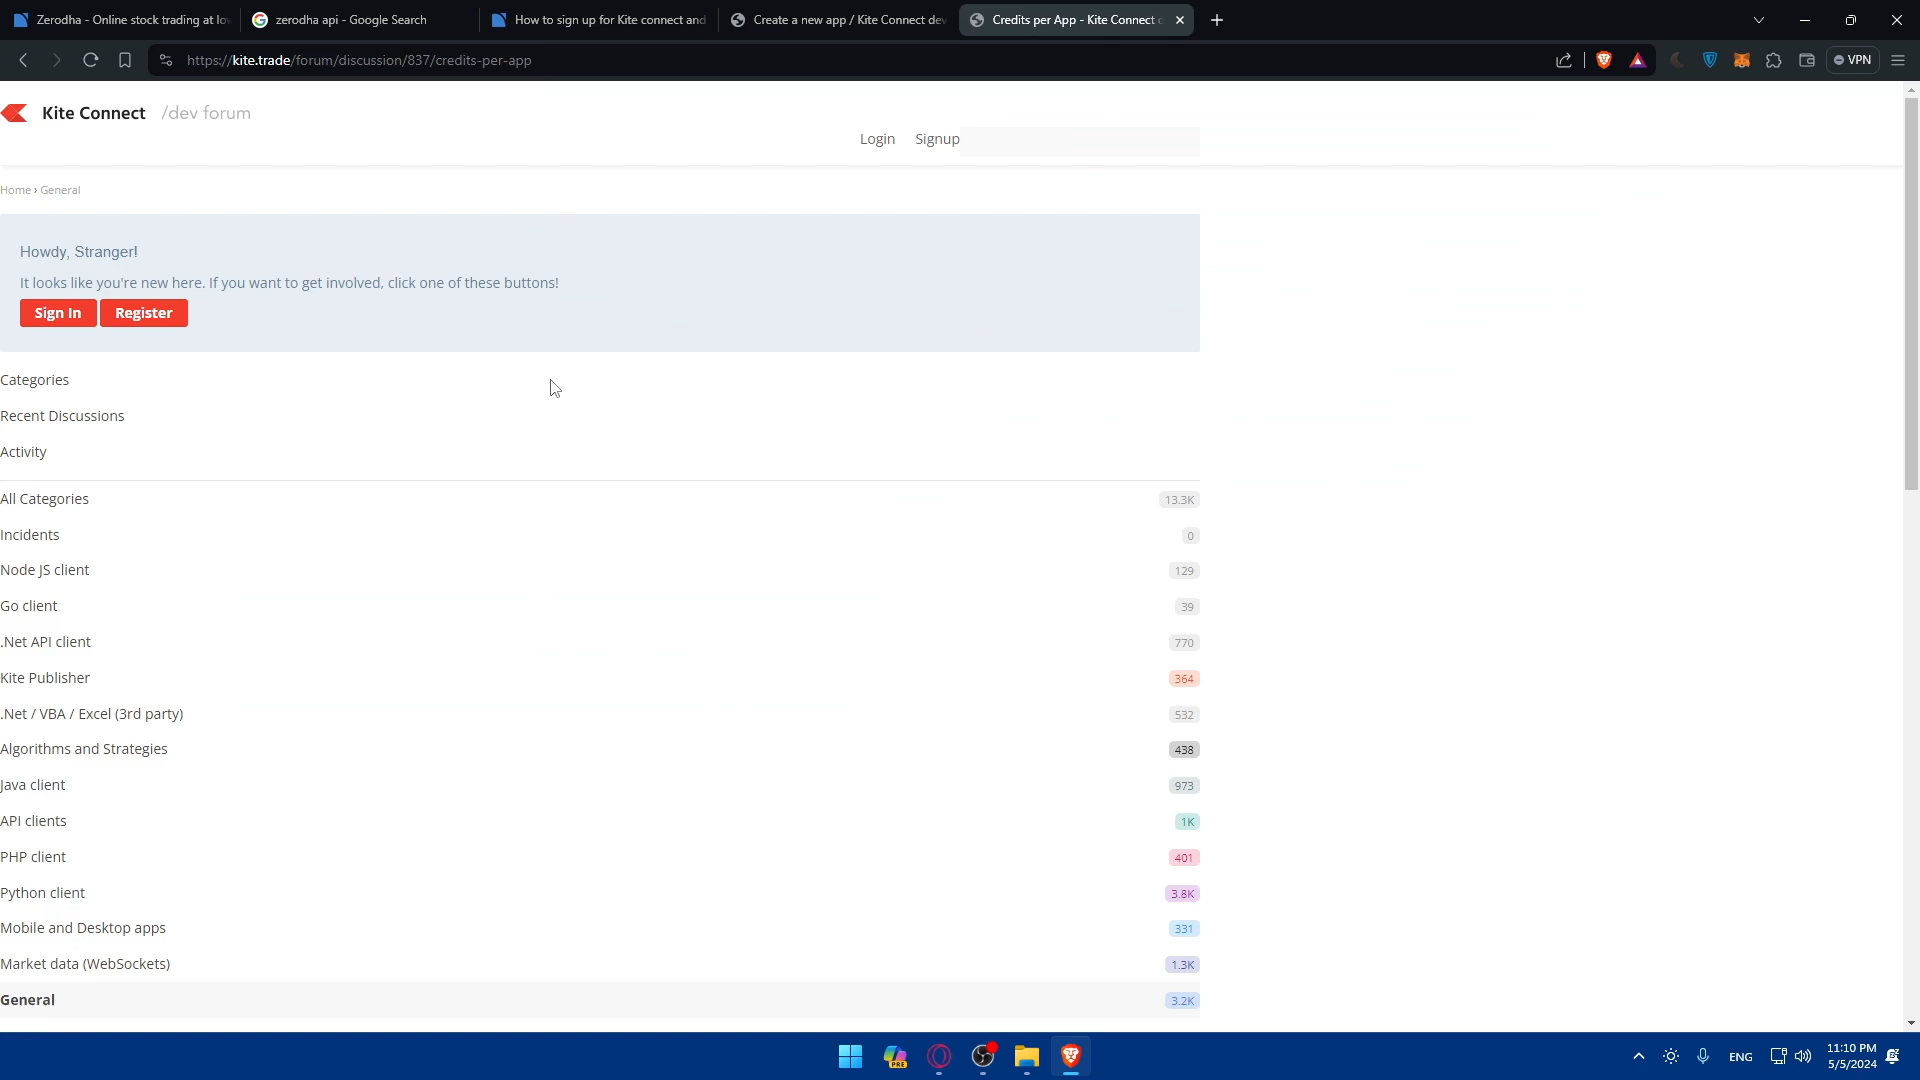 Zerodha - Online stock trading at lo
zerodha api - Google Search
How to sign up for Kite connect and
Create a new app / Kite Connect dev
Credits per App - Kite Connect
https://kite.trade/forum/discussion/837/credits-per-app
VPN
Kite Connect /dev forum
Login Signup
Home › General
Howdy, Stranger!
It looks like you're new here. If you want to get involved, click one of these buttons!
Sign In Register
Categories
Recent Discussions
Activity
All Categories 13.3K
Incidents 0
Node JS client 129
Go client 39
.Net API client 770
Kite Publisher 364
.Net / VBA / Excel (3rd party) 532
Algorithms and Strategies 438
Java client 973
API clients 1K
PHP client 401
Python client 3.8K
Mobile and Desktop apps 331
Market data (WebSockets) 1.3K
General 3.2K
PRE
ENG
11:10 PM
5/5/2024